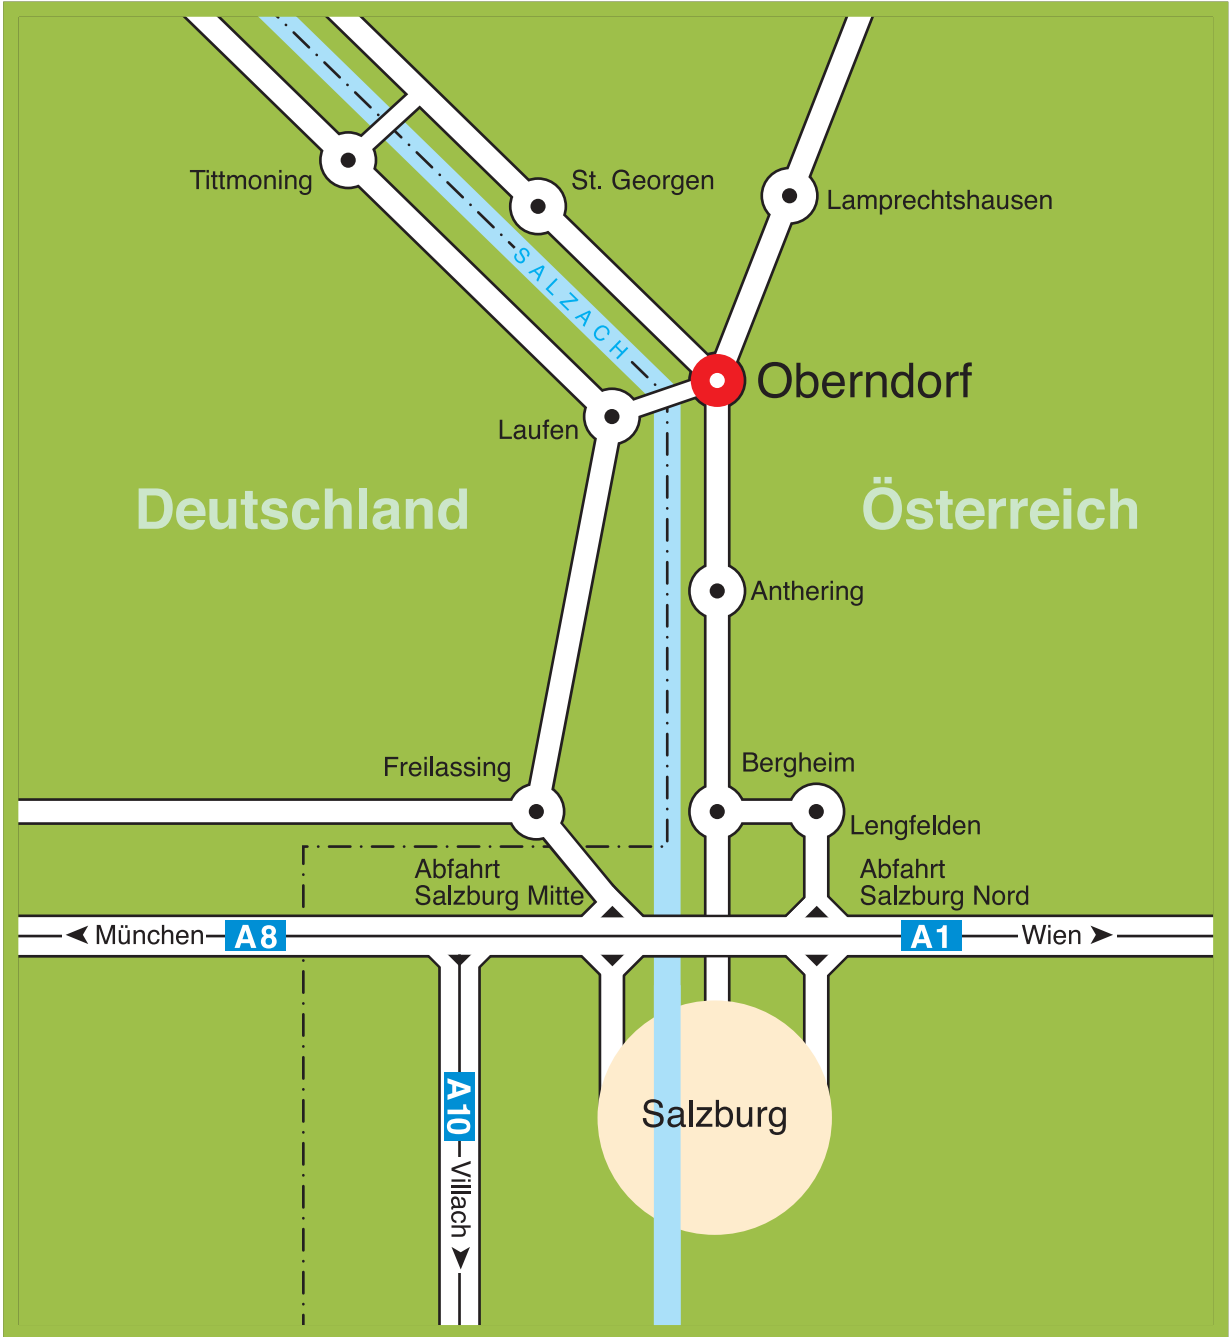 Tittmoning
St. Georgen
Lamprechtshausen
SALZACH
Oberndorf
Laufen
Deutschland
Österreich
Anthering
Freilassing
Bergheim
Lengfelden
Abfahrt
Salzburg Mitte
Abfahrt
Salzburg Nord
München
A8
A1
Wien
A10
Villach
Salzburg